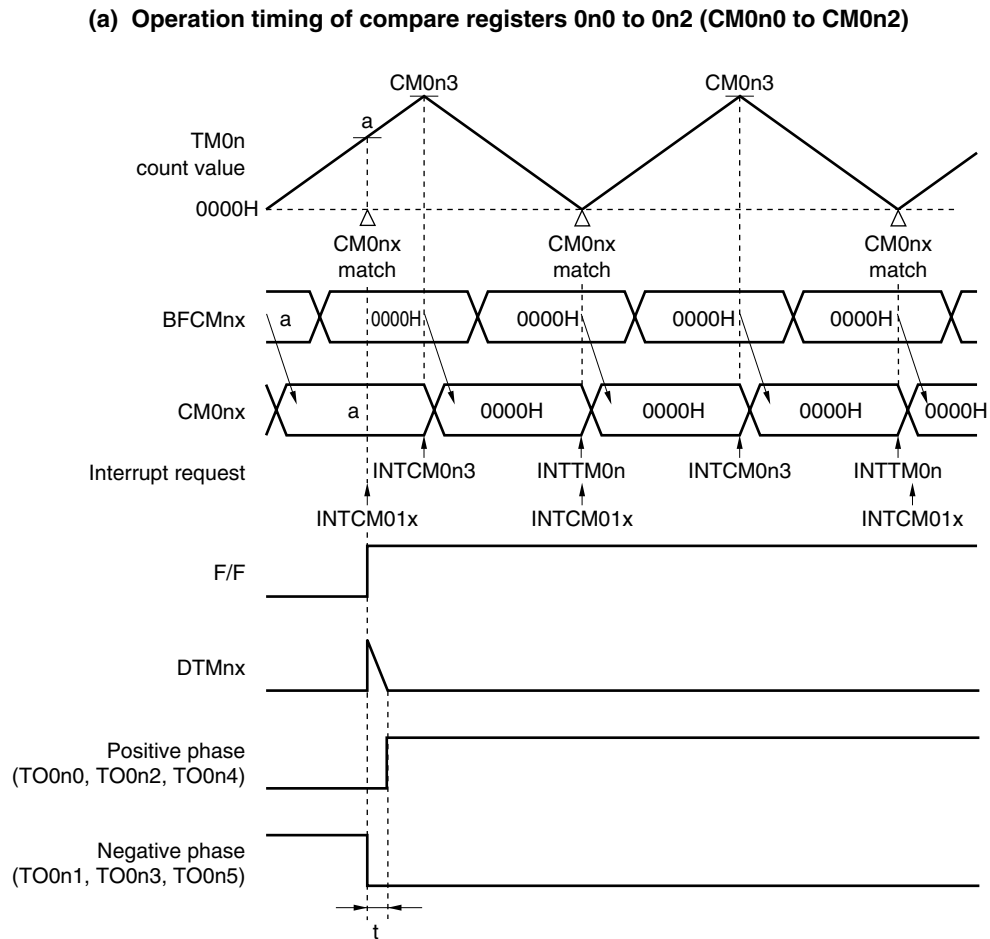 (a) Operation timing of compare registers 0n0 to 0n2 (CM0n0 to CM0n2)
CM0n3 CM0n3
a
TM0n
count value
0000H
CM0nx CM0nx CM0nx
match match match
BFCMnx a 0000H 0000H 0000H 0000H
CM0nx a 0000H 0000H 0000H 0000H
Interrupt request INTCM0n3 INTTM0n INTCM0n3 INTTM0n
INTCM01x INTCM01x INTCM01x
F/F
DTMnx
Positive phase
(TO0n0, TO0n2, TO0n4)
Negative phase
(TO0n1, TO0n3, TO0n5)
t